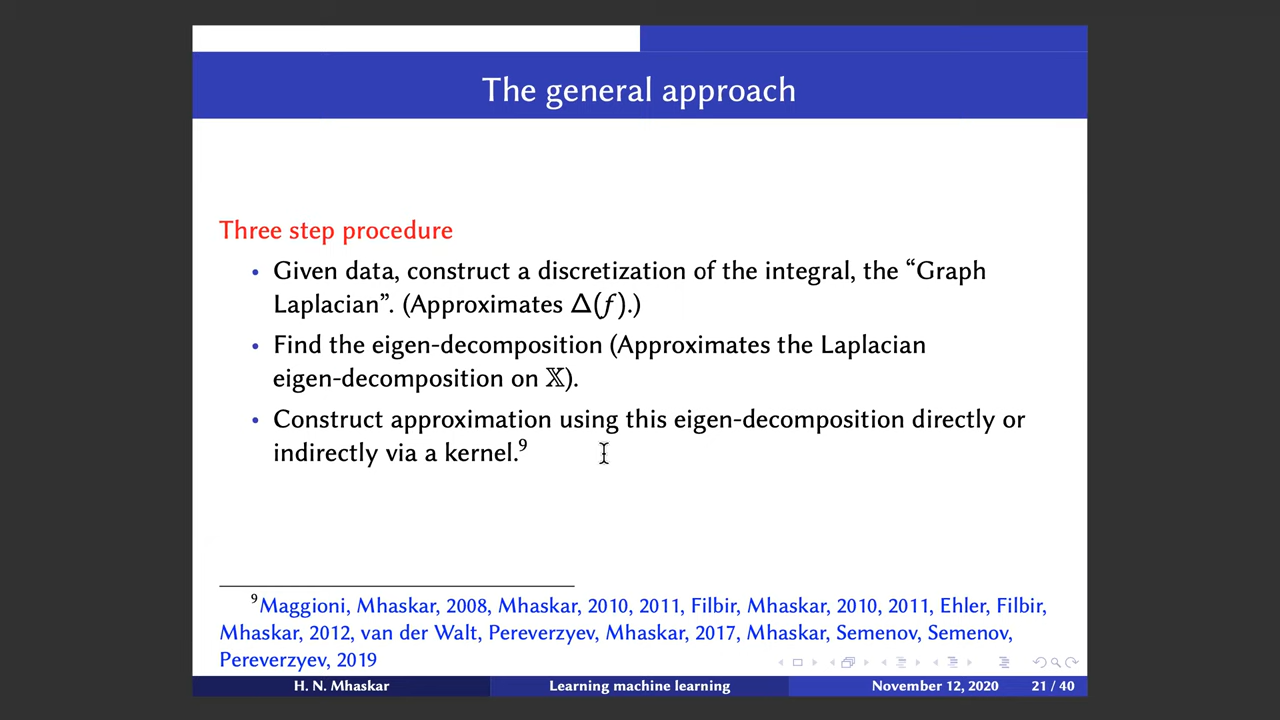 The general approach
Three step procedure
• Given data, construct a discretization of the integral, the “Graph
Laplacian”. (Approximates Δ(f).)
• Find the eigen-decomposition (Approximates the Laplacian
eigen-decomposition on 𝕏).
• Construct approximation using this eigen-decomposition directly or
indirectly via a kernel.⁹
⁹Maggioni, Mhaskar, 2008, Mhaskar, 2010, 2011, Filbir, Mhaskar, 2010, 2011, Ehler, Filbir,
Mhaskar, 2012, van der Walt, Pereverzyev, Mhaskar, 2017, Mhaskar, Semenov, Semenov,
Pereverzyev, 2019
H. N. Mhaskar Learning machine learning November 12, 2020 21 / 40